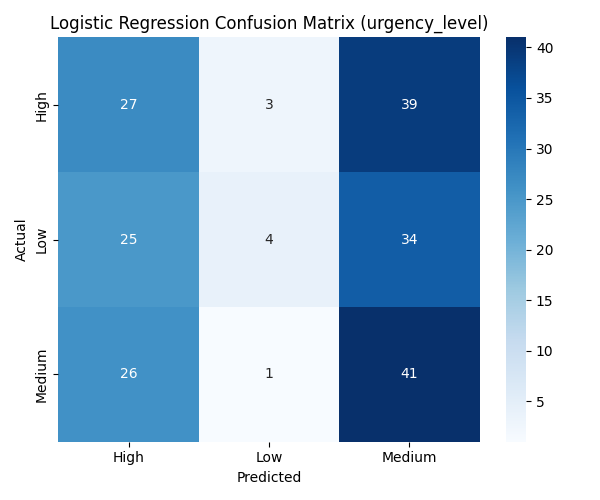 Logistic Regression Confusion Matrix (urgency_level)
High
27
3
39
Actual
Low
25
4
34
Medium
26
1
41
High
Low
Medium
Predicted
40
35
30
25
20
15
10
5